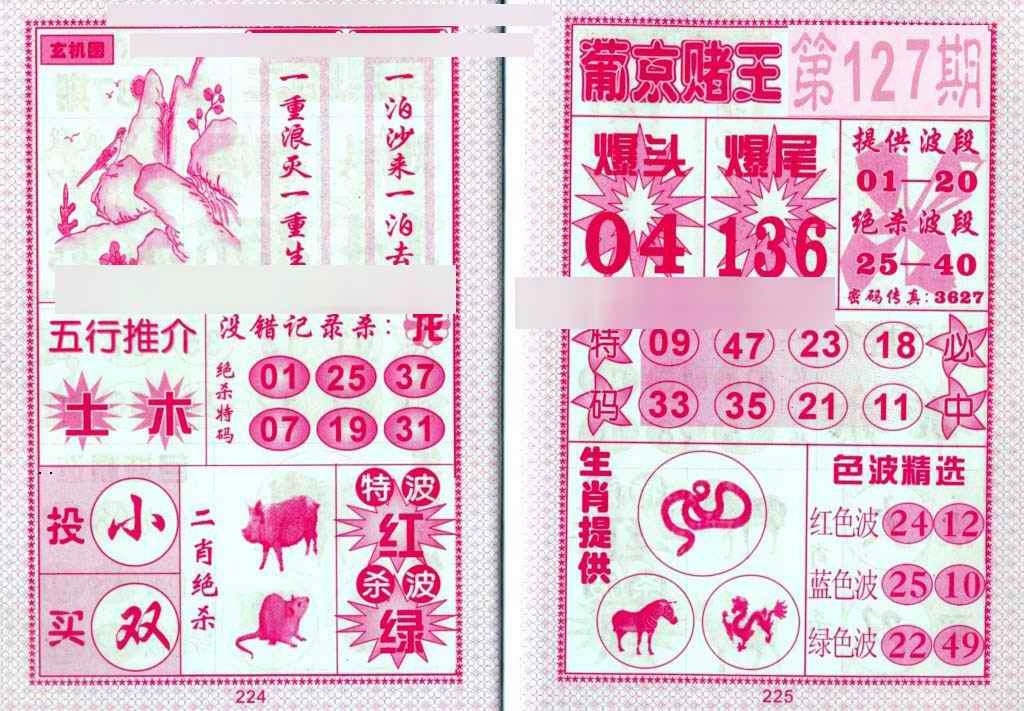 玄机图
一泊沙来一泊去
一重浪灭一重生
五行推介
土 木
没错记录杀：
绝杀特码
01 25 37
07 19 31
投 小
买 双
二肖绝杀
特波
红
杀波
绿
224
葡京赌王
第127期
爆头
04
爆尾
136
提供波段
01—20
绝杀波段
25—40
密码传真：3627
特码
09 47 23 18
33 35 21 11
必中
生肖提供
色波精选
红色波 24 12
蓝色波 25 10
绿色波 22 49
225